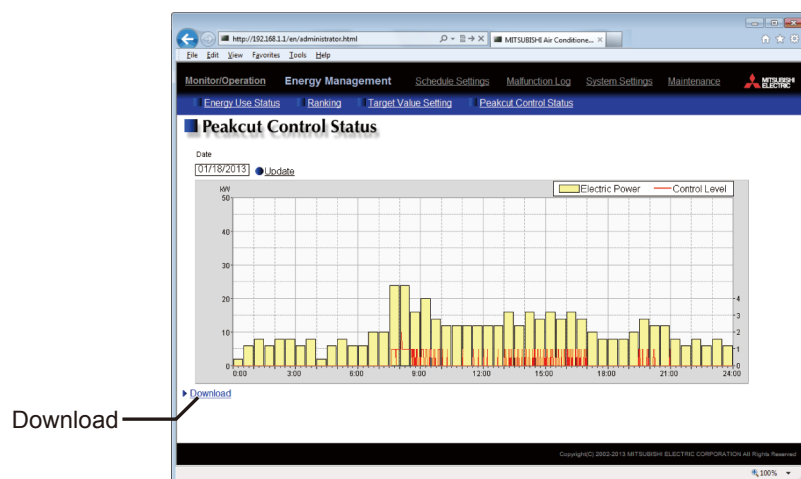 http://192.168.1.1/en/administrator.html
MITSUBISHI Air Conditione...
File Edit View Favorites Tools Help
Monitor/Operation Energy Management Schedule Settings Malfunction Log System Settings Maintenance MITSUBISHI ELECTRIC
Energy Use Status Ranking Target Value Setting Peakcut Control Status
Peakcut Control Status
Date
01/18/2013 Update
kW Electric Power Control Level
50
40
30
20 4
3
10 2
1
0 0
0:00 3:00 6:00 9:00 12:00 15:00 18:00 21:00 24:00
Download
Download
Copyright(C) 2002-2013 MITSUBISHI ELECTRIC CORPORATION All Rights Reserved
100%